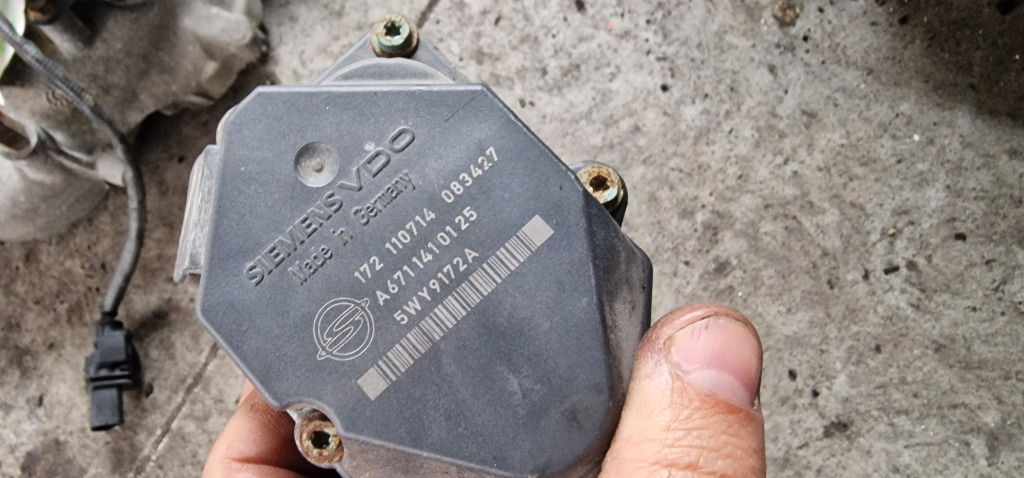 SIEMENS VDO
Made in Germany
172 110714 083427
A6711410125
5WY9172A